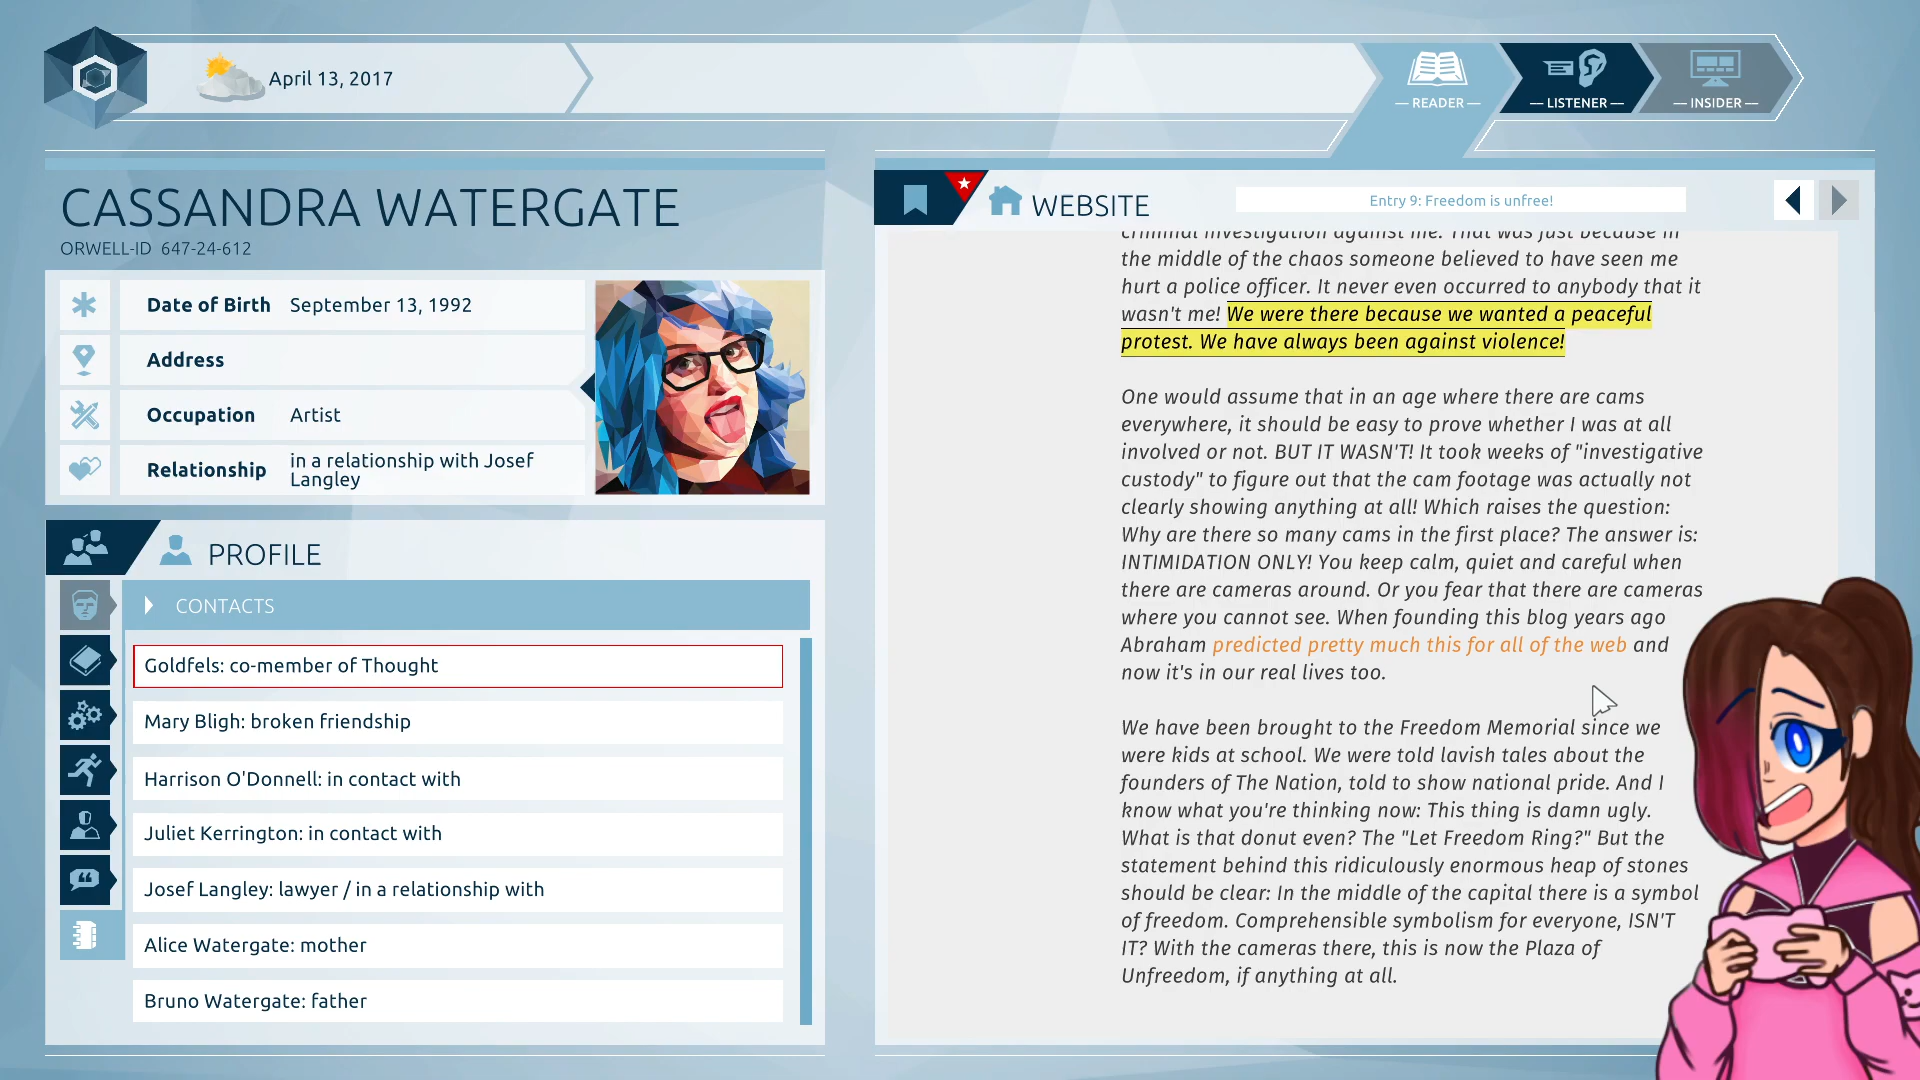 April 13, 2017
READER
LISTENER
INSIDER
CASSANDRA WATERGATE
ORWELL-ID 647-24-612
Date of Birth September 13, 1992
Address
Occupation Artist
Relationship in a relationship with Josef
Langley
PROFILE
CONTACTS
Goldfels: co-member of Thought
Mary Bligh: broken friendship
Harrison O'Donnell: in contact with
Juliet Kerrington: in contact with
Josef Langley: lawyer / in a relationship with
Alice Watergate: mother
Bruno Watergate: father
WEBSITE
Entry 9: Freedom is unfree!
criminal investigation against me. That was just because in
the middle of the chaos someone believed to have seen me
hurt a police officer. It never even occurred to anybody that it
wasn't me! We were there because we wanted a peaceful
protest. We have always been against violence!
One would assume that in an age where there are cams
everywhere, it should be easy to prove whether I was at all
involved or not. BUT IT WASN'T! It took weeks of "investigative
custody" to figure out that the cam footage was actually not
clearly showing anything at all! Which raises the question:
Why are there so many cams in the first place? The answer is:
INTIMIDATION ONLY! You keep calm, quiet and careful when
there are cameras around. Or you fear that there are cameras
where you cannot see. When founding this blog years ago
Abraham predicted pretty much this for all of the web and
now it's in our real lives too.
We have been brought to the Freedom Memorial since we
were kids at school. We were told lavish tales about the
founders of The Nation, told to show national pride. And I
know what you're thinking now: This thing is damn ugly.
What is that donut even? The "Let Freedom Ring?" But the
statement behind this ridiculously enormous heap of stones
should be clear: In the middle of the capital there is a symbol
of freedom. Comprehensible symbolism for everyone, ISN'T
IT? With the cameras there, this is now the Plaza of
Unfreedom, if anything at all.